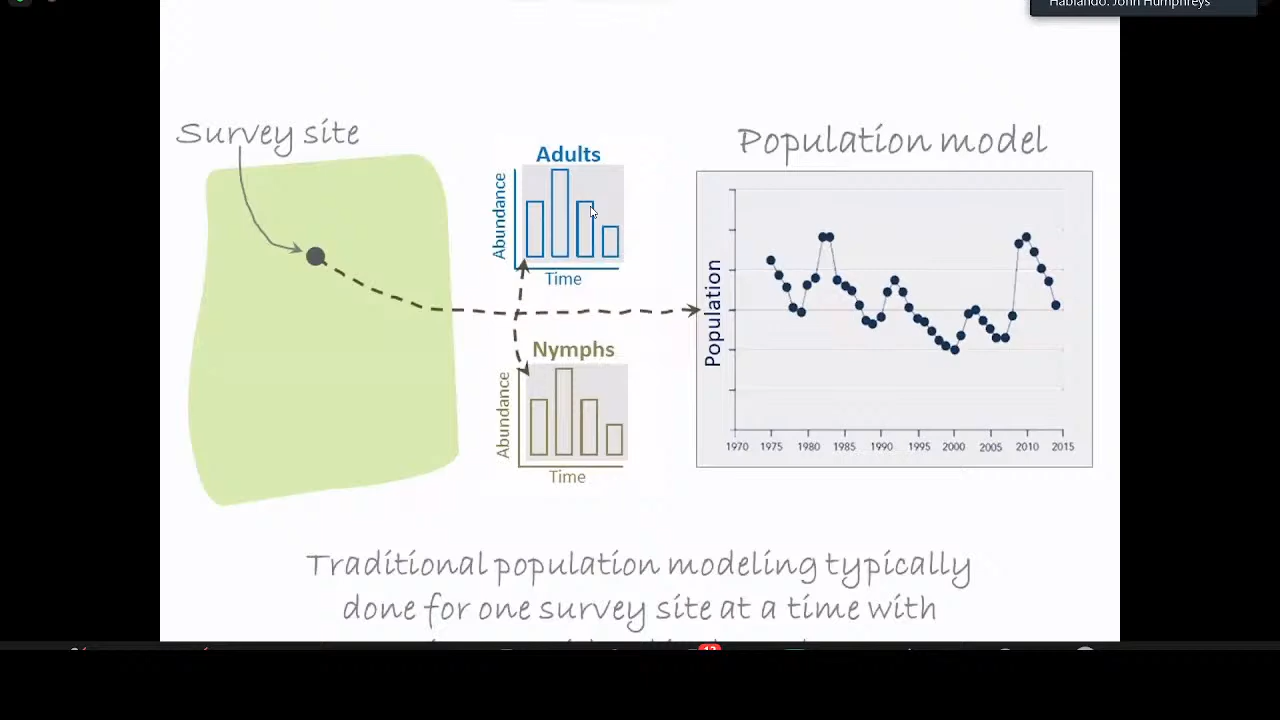 Hablando: John Humphreys
Survey site
Population model
Adults
Abundance
Time
Nymphs
Abundance
Time
Population
1970 1975 1980 1985 1990 1995 2000 2005 2010 2015
Traditional population modeling typically
done for one survey site at a time with